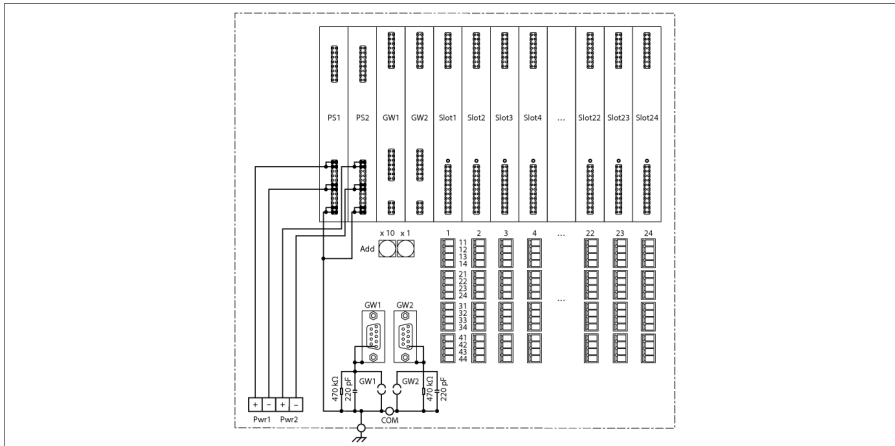 PS1 PS2 GW1 GW2 Slot1 Slot2 Slot3 Slot4 ... Slot22 Slot23 Slot24
x 10 x 1
Add
1 2 3 4 ... 22 23 24
11
12
13
14
21
22
23
24
...
31
32
33
34
41
42
43
44
GW1 GW2
470 kΩ
220 pF
GW1
GW2
470 kΩ
220 pF
COM
+ − + −
Pwr1 Pwr2